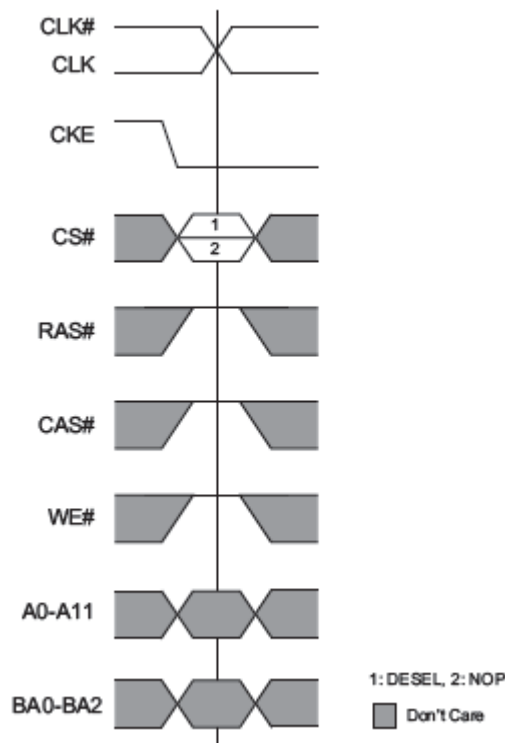 CLK#
CLK
CKE
CS#
1
2
RAS#
CAS#
WE#
A0-A11
BA0-BA2
1: DESEL, 2: NOP
Don't Care